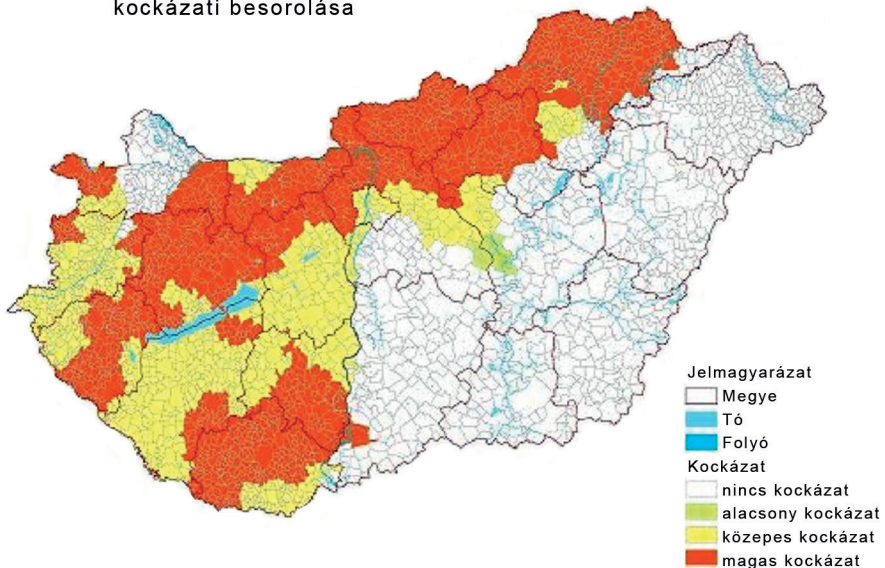 kockázati besorolása
Jelmagyarázat
Megye
Tó
Folyó
Kockázat
nincs kockázat
alacsony kockázat
közepes kockázat
magas kockázat